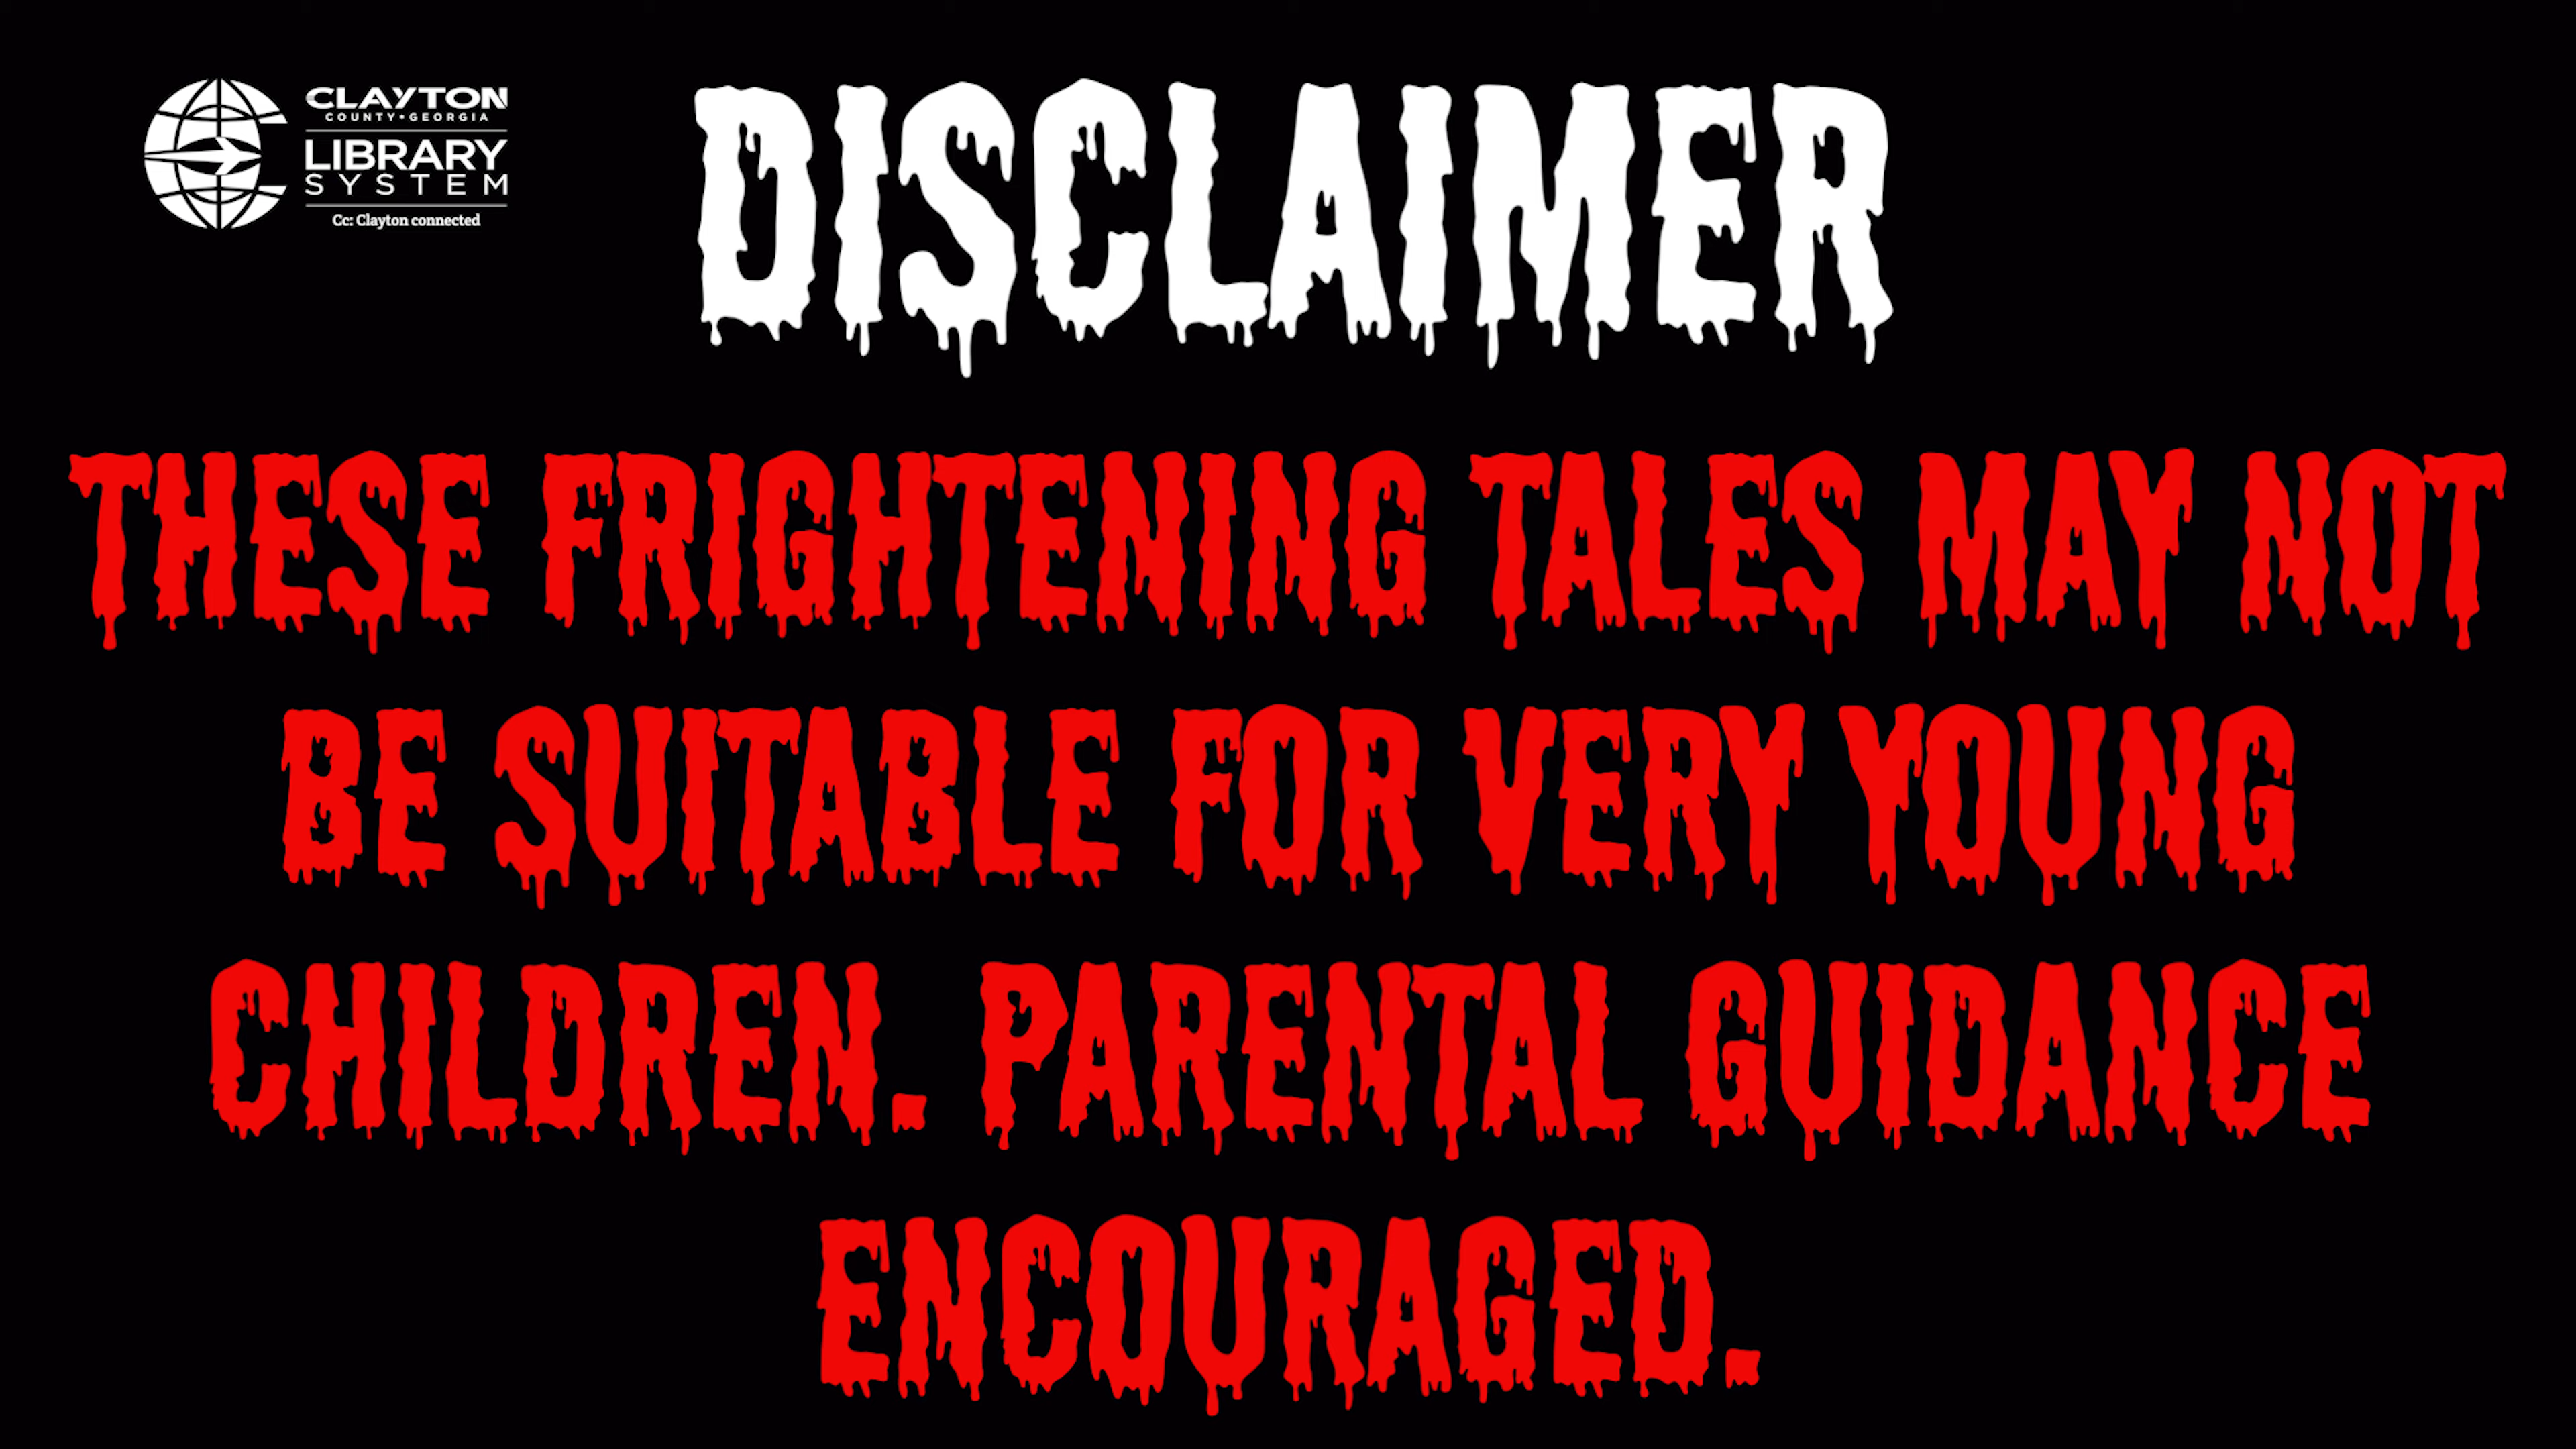 CLAYTON
COUNTY•GEORGIA
LIBRARY
SYSTEM
Cc: Clayton connected
DISCLAIMER
THESE FRIGHTENING TALES MAY NOT
BE SUITABLE FOR VERY YOUNG
CHILDREN. PARENTAL GUIDANCE
ENCOURAGED.